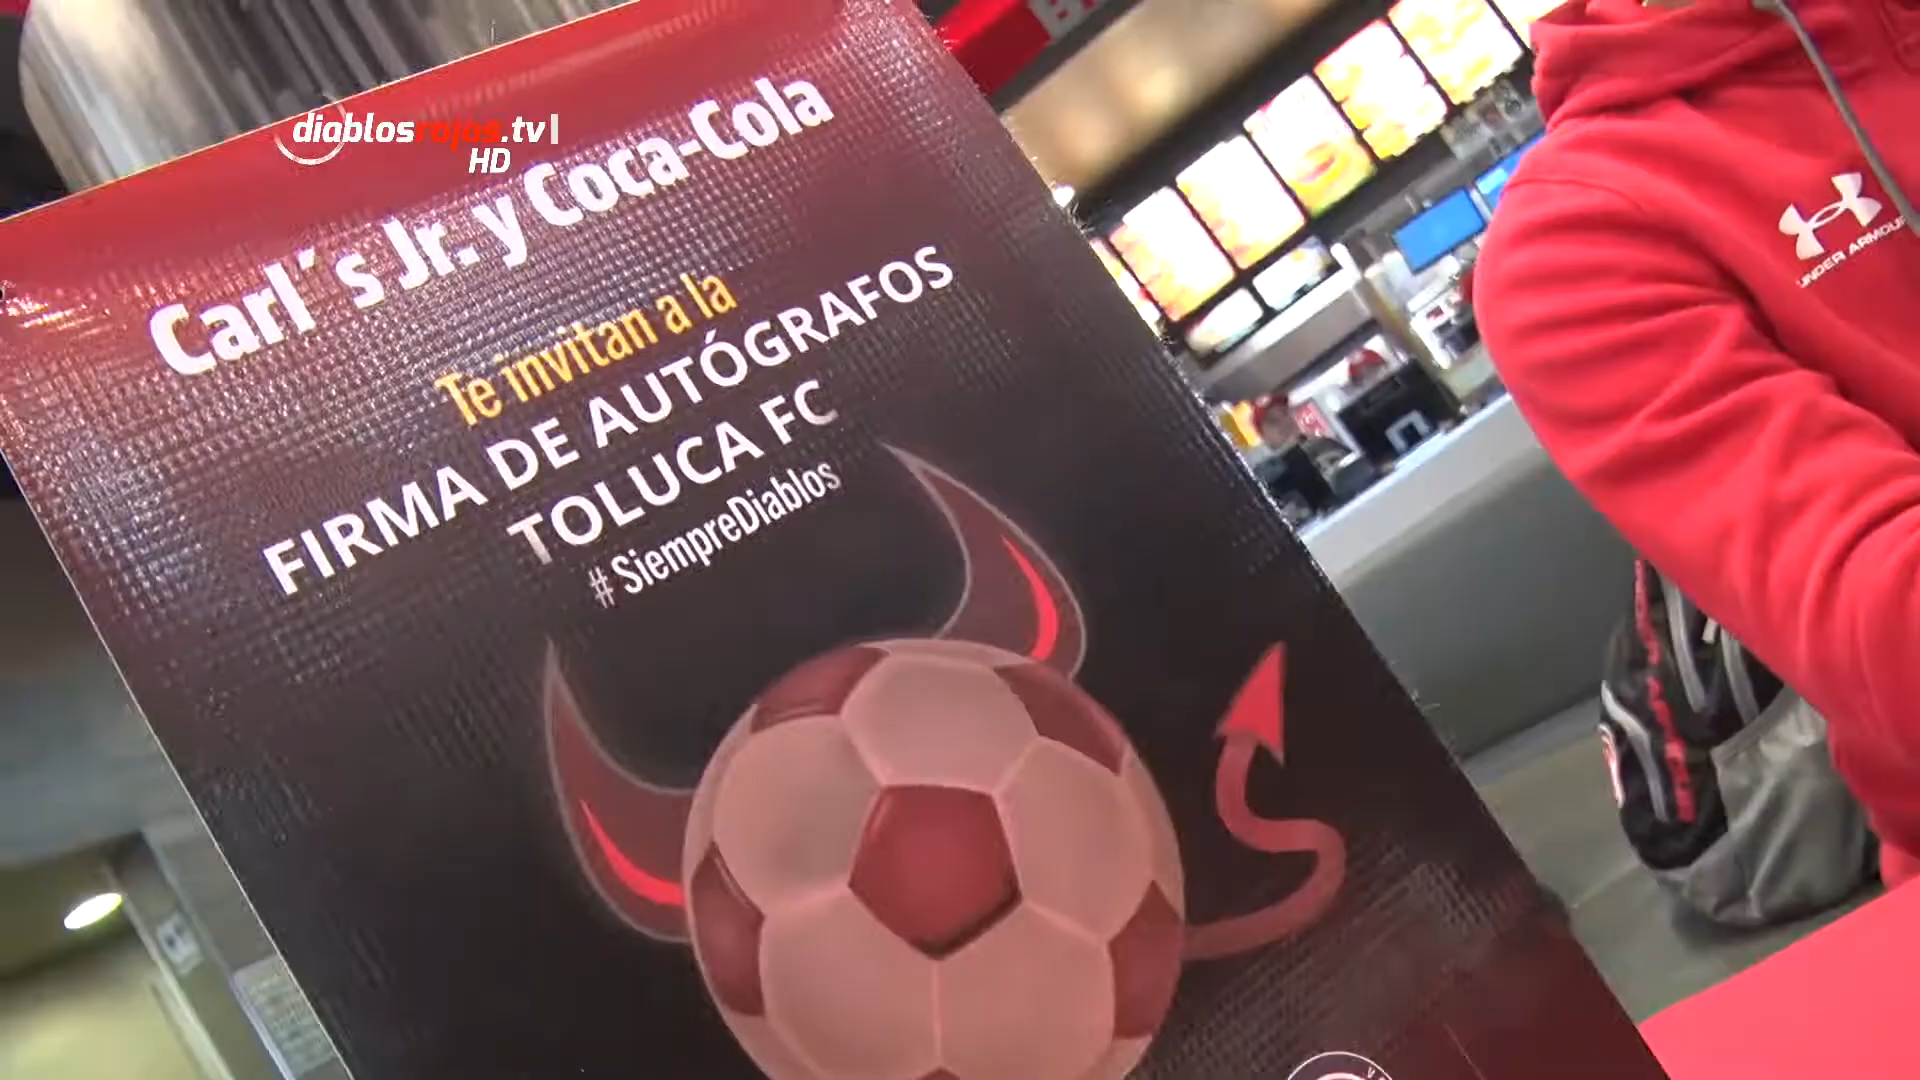 diablosrojos.tv
HD
Carl´s Jr. y Coca-Cola
Te invitan a la
FIRMA DE AUTÓGRAFOS
TOLUCA FC
# SiempreDiablos
UNDER ARMOUR